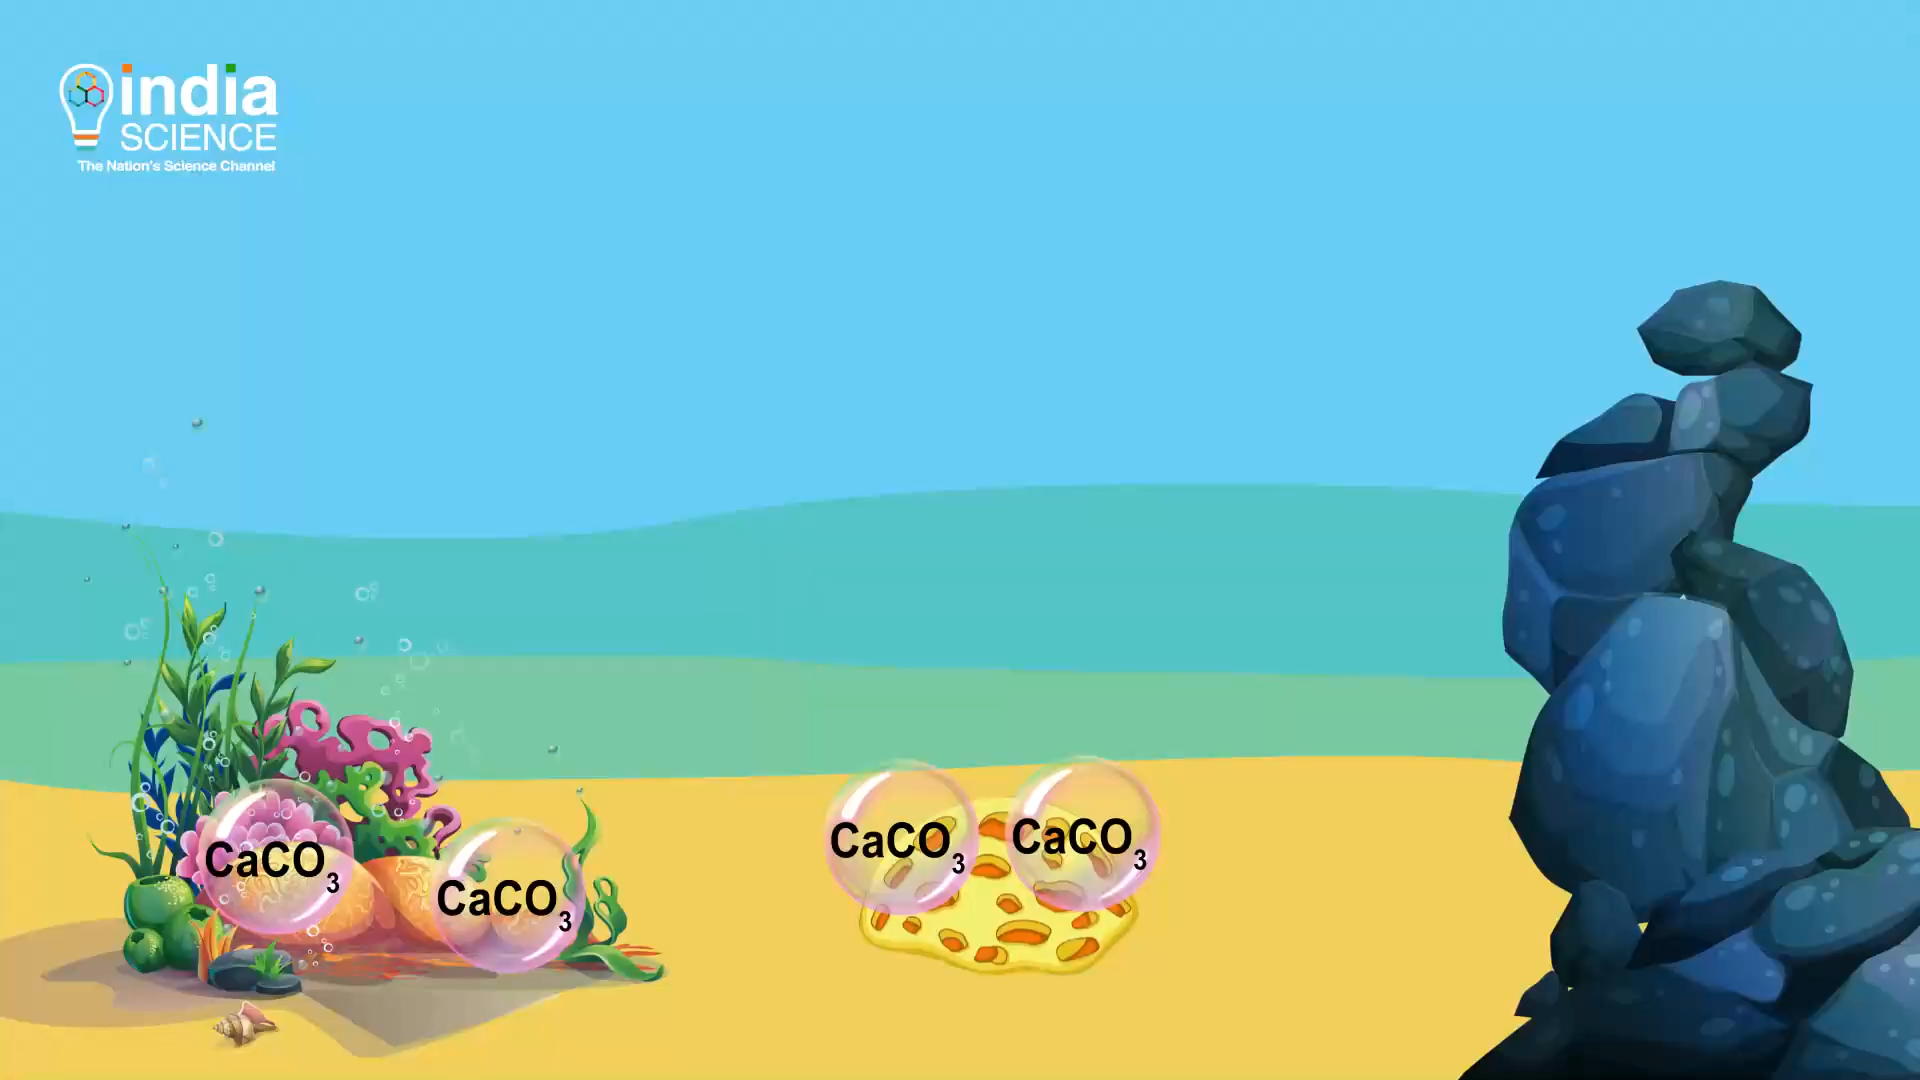 india
SCIENCE
The Nation's Science Channel
CaCO₃
CaCO₃
CaCO₃
CaCO₃